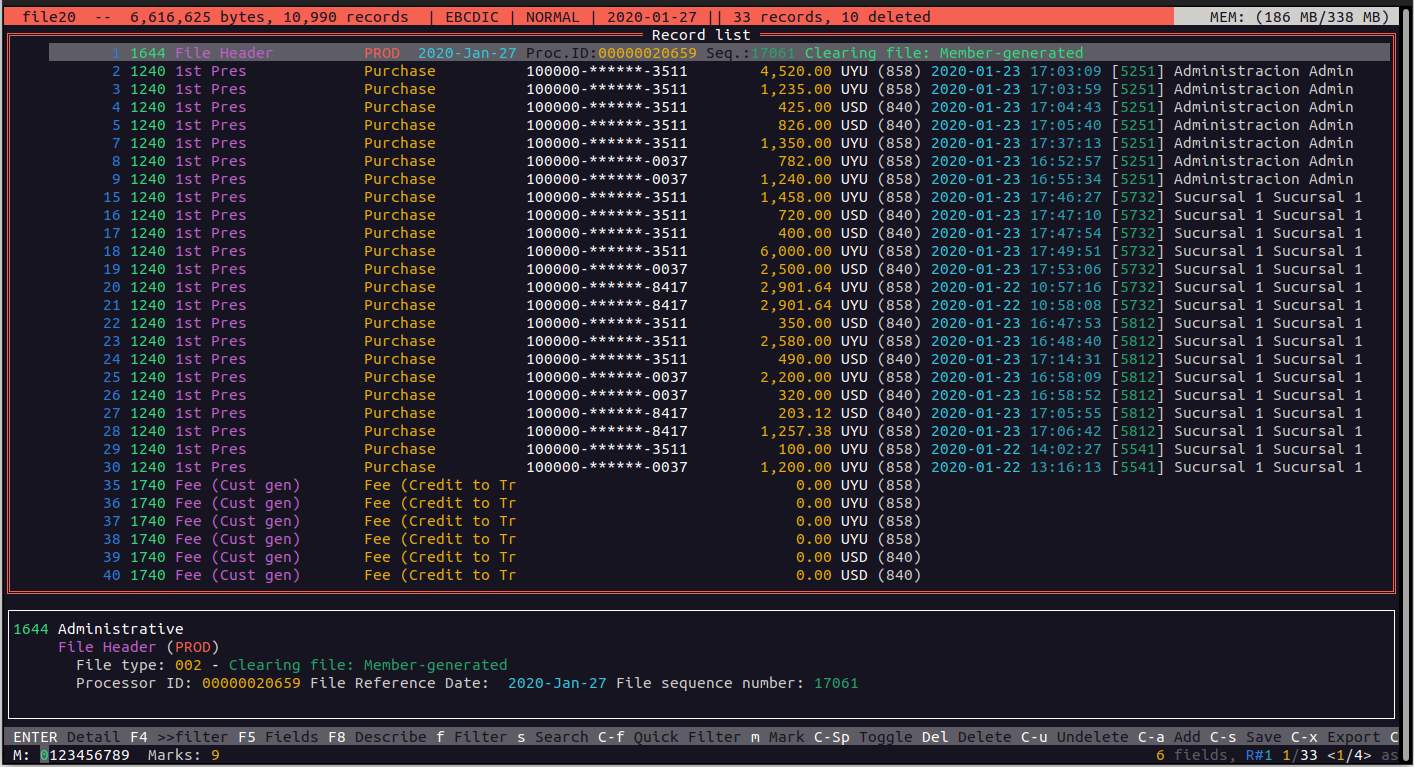 file20 -- 6,616,625 bytes, 10,990 records | EBCDIC | NORMAL | 2020-01-27 || 33 records, 10 deleted MEM: (186 MB/338 MB)
Record list
1 1644 File Header PROD 2020-Jan-27 Proc.ID:00000020659 Seq.:17061 Clearing file: Member-generated
2 1240 1st Pres Purchase 100000-******-3511 4,520.00 UYU (858) 2020-01-23 17:03:09 [5251] Administracion Admin
3 1240 1st Pres Purchase 100000-******-3511 1,235.00 UYU (858) 2020-01-23 17:03:59 [5251] Administracion Admin
4 1240 1st Pres Purchase 100000-******-3511 425.00 USD (840) 2020-01-23 17:04:43 [5251] Administracion Admin
5 1240 1st Pres Purchase 100000-******-3511 826.00 USD (840) 2020-01-23 17:05:40 [5251] Administracion Admin
7 1240 1st Pres Purchase 100000-******-3511 1,350.00 UYU (858) 2020-01-23 17:37:13 [5251] Administracion Admin
8 1240 1st Pres Purchase 100000-******-0037 782.00 UYU (858) 2020-01-23 16:52:57 [5251] Administracion Admin
9 1240 1st Pres Purchase 100000-******-0037 1,240.00 UYU (858) 2020-01-23 16:55:34 [5251] Administracion Admin
15 1240 1st Pres Purchase 100000-******-3511 1,458.00 UYU (858) 2020-01-23 17:46:27 [5732] Sucursal 1 Sucursal 1
16 1240 1st Pres Purchase 100000-******-3511 720.00 USD (840) 2020-01-23 17:47:10 [5732] Sucursal 1 Sucursal 1
17 1240 1st Pres Purchase 100000-******-3511 400.00 USD (840) 2020-01-23 17:47:54 [5732] Sucursal 1 Sucursal 1
18 1240 1st Pres Purchase 100000-******-3511 6,000.00 UYU (858) 2020-01-23 17:49:51 [5732] Sucursal 1 Sucursal 1
19 1240 1st Pres Purchase 100000-******-0037 2,500.00 USD (840) 2020-01-23 17:53:06 [5732] Sucursal 1 Sucursal 1
20 1240 1st Pres Purchase 100000-******-8417 2,901.64 UYU (858) 2020-01-22 10:57:16 [5732] Sucursal 1 Sucursal 1
21 1240 1st Pres Purchase 100000-******-8417 2,901.64 UYU (858) 2020-01-22 10:58:08 [5732] Sucursal 1 Sucursal 1
22 1240 1st Pres Purchase 100000-******-3511 350.00 USD (840) 2020-01-23 16:47:53 [5812] Sucursal 1 Sucursal 1
23 1240 1st Pres Purchase 100000-******-3511 2,580.00 UYU (858) 2020-01-23 16:48:40 [5812] Sucursal 1 Sucursal 1
24 1240 1st Pres Purchase 100000-******-3511 490.00 USD (840) 2020-01-23 17:14:31 [5812] Sucursal 1 Sucursal 1
25 1240 1st Pres Purchase 100000-******-0037 2,200.00 UYU (858) 2020-01-23 16:58:09 [5812] Sucursal 1 Sucursal 1
26 1240 1st Pres Purchase 100000-******-0037 320.00 USD (840) 2020-01-23 16:58:52 [5812] Sucursal 1 Sucursal 1
27 1240 1st Pres Purchase 100000-******-8417 203.12 USD (840) 2020-01-23 17:05:55 [5812] Sucursal 1 Sucursal 1
28 1240 1st Pres Purchase 100000-******-8417 1,257.38 UYU (858) 2020-01-23 17:06:42 [5812] Sucursal 1 Sucursal 1
29 1240 1st Pres Purchase 100000-******-3511 100.00 UYU (858) 2020-01-22 14:02:27 [5541] Sucursal 1 Sucursal 1
30 1240 1st Pres Purchase 100000-******-0037 1,200.00 UYU (858) 2020-01-22 13:16:13 [5541] Sucursal 1 Sucursal 1
35 1740 Fee (Cust gen) Fee (Credit to Tr 0.00 UYU (858)
36 1740 Fee (Cust gen) Fee (Credit to Tr 0.00 UYU (858)
37 1740 Fee (Cust gen) Fee (Credit to Tr 0.00 UYU (858)
38 1740 Fee (Cust gen) Fee (Credit to Tr 0.00 UYU (858)
39 1740 Fee (Cust gen) Fee (Credit to Tr 0.00 USD (840)
40 1740 Fee (Cust gen) Fee (Credit to Tr 0.00 USD (840)
1644 Administrative
File Header (PROD)
File type: 002 - Clearing file: Member-generated
Processor ID: 00000020659 File Reference Date: 2020-Jan-27 File sequence number: 17061
ENTER Detail F4 >>filter F5 Fields F8 Describe f Filter s Search C-f Quick Filter m Mark C-Sp Toggle Del Delete C-u Undelete C-a Add C-s Save C-x Export C
M: 0123456789 Marks: 9 6 fields, R#1 1/33 <1/4> as